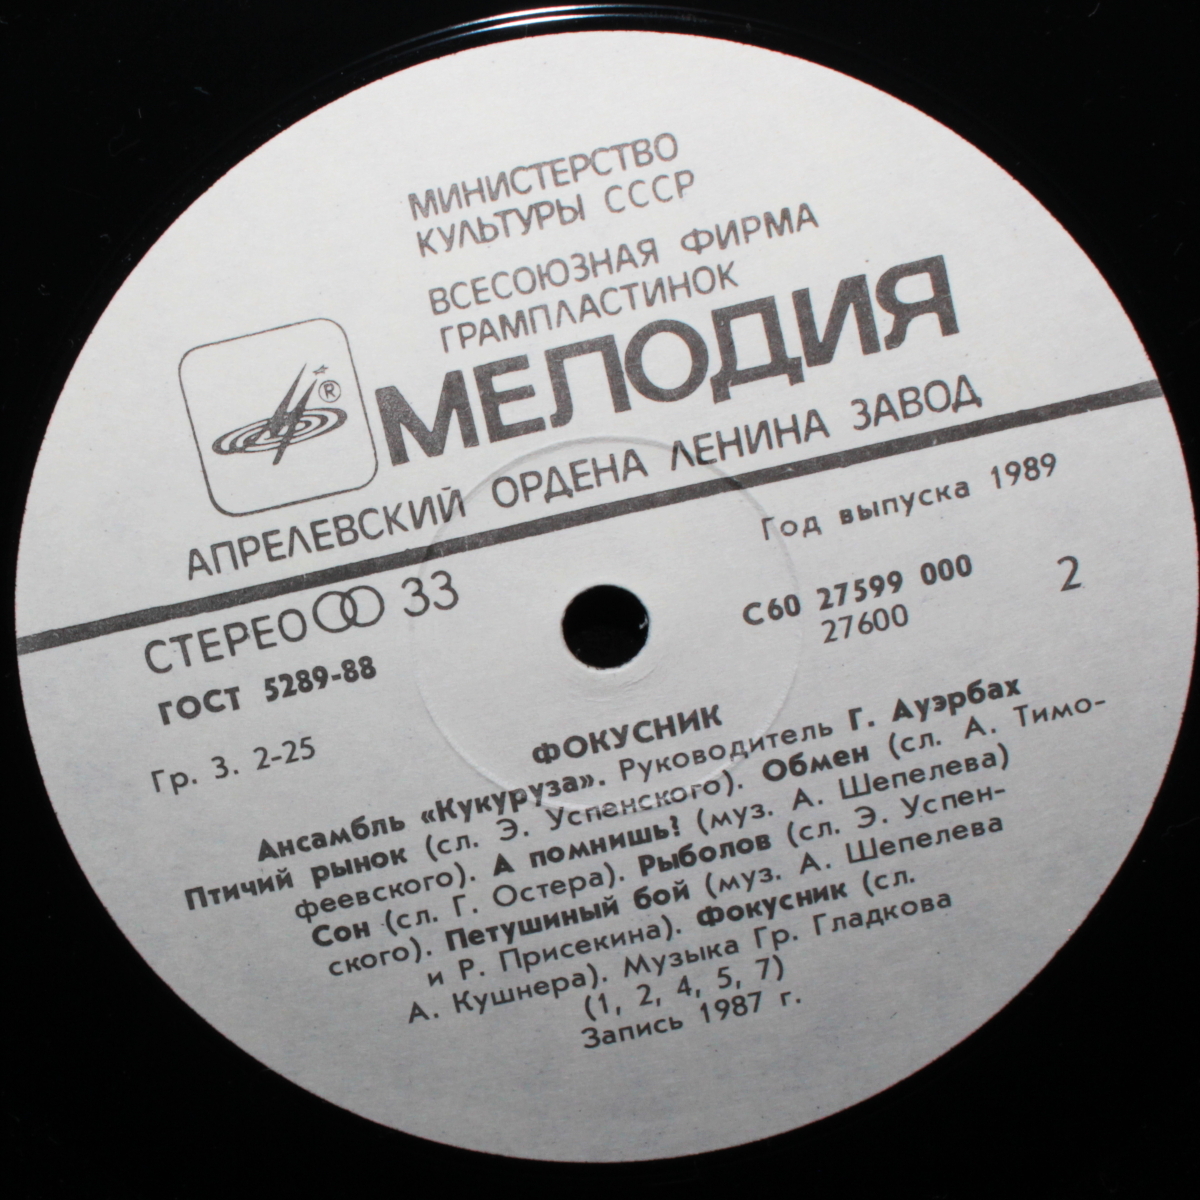 МИНИСТЕРСТВО
КУЛЬТУРЫ СССР
ВСЕСОЮЗНАЯ ФИРМА
ГРАМПЛАСТИНОК
МЕЛОДИЯ
®
АПРЕЛЕВСКИЙ ОРДЕНА ЛЕНИНА ЗАВОД
СТЕРЕО 33
ГОСТ 5289-88
Гр. 3. 2-25
Год выпуска 1989
С60 27599 000
27600
2
ФОКУСНИК
Ансамбль «Кукуруза». Руководитель Г. Ауэрбах
Птичий рынок (сл. Э. Успенского). Обмен (сл. А. Тимо-
феевского). А помнишь? (муз. А. Шепелева)
Сон (сл. Г. Остера). Рыболов (сл. Э. Успен-
ского). Петушиный бой (муз. А. Шепелева
и Р. Присекина). Фокусник (сл.
А. Кушнера). Музыка Гр. Гладкова
(1, 2, 4, 5, 7)
Запись 1987 г.